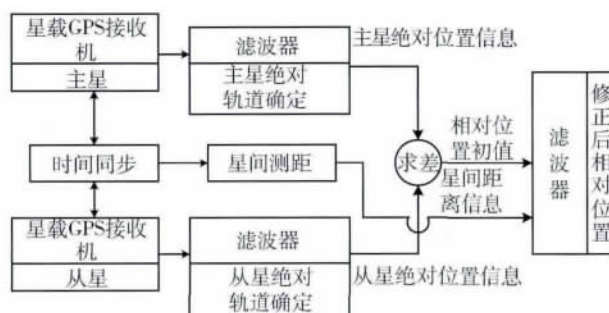 星载GPS接收
机
主星
滤波器
主星绝对
轨道确定
主星绝对位置信息
时间同步
星间测距
求差
相对位
置初值
星间距
离信息
滤
波
器
修
正
后
相
对
位
置
星载GPS接收
机
从星
滤波器
从星绝对
轨道确定
从星绝对位置信息